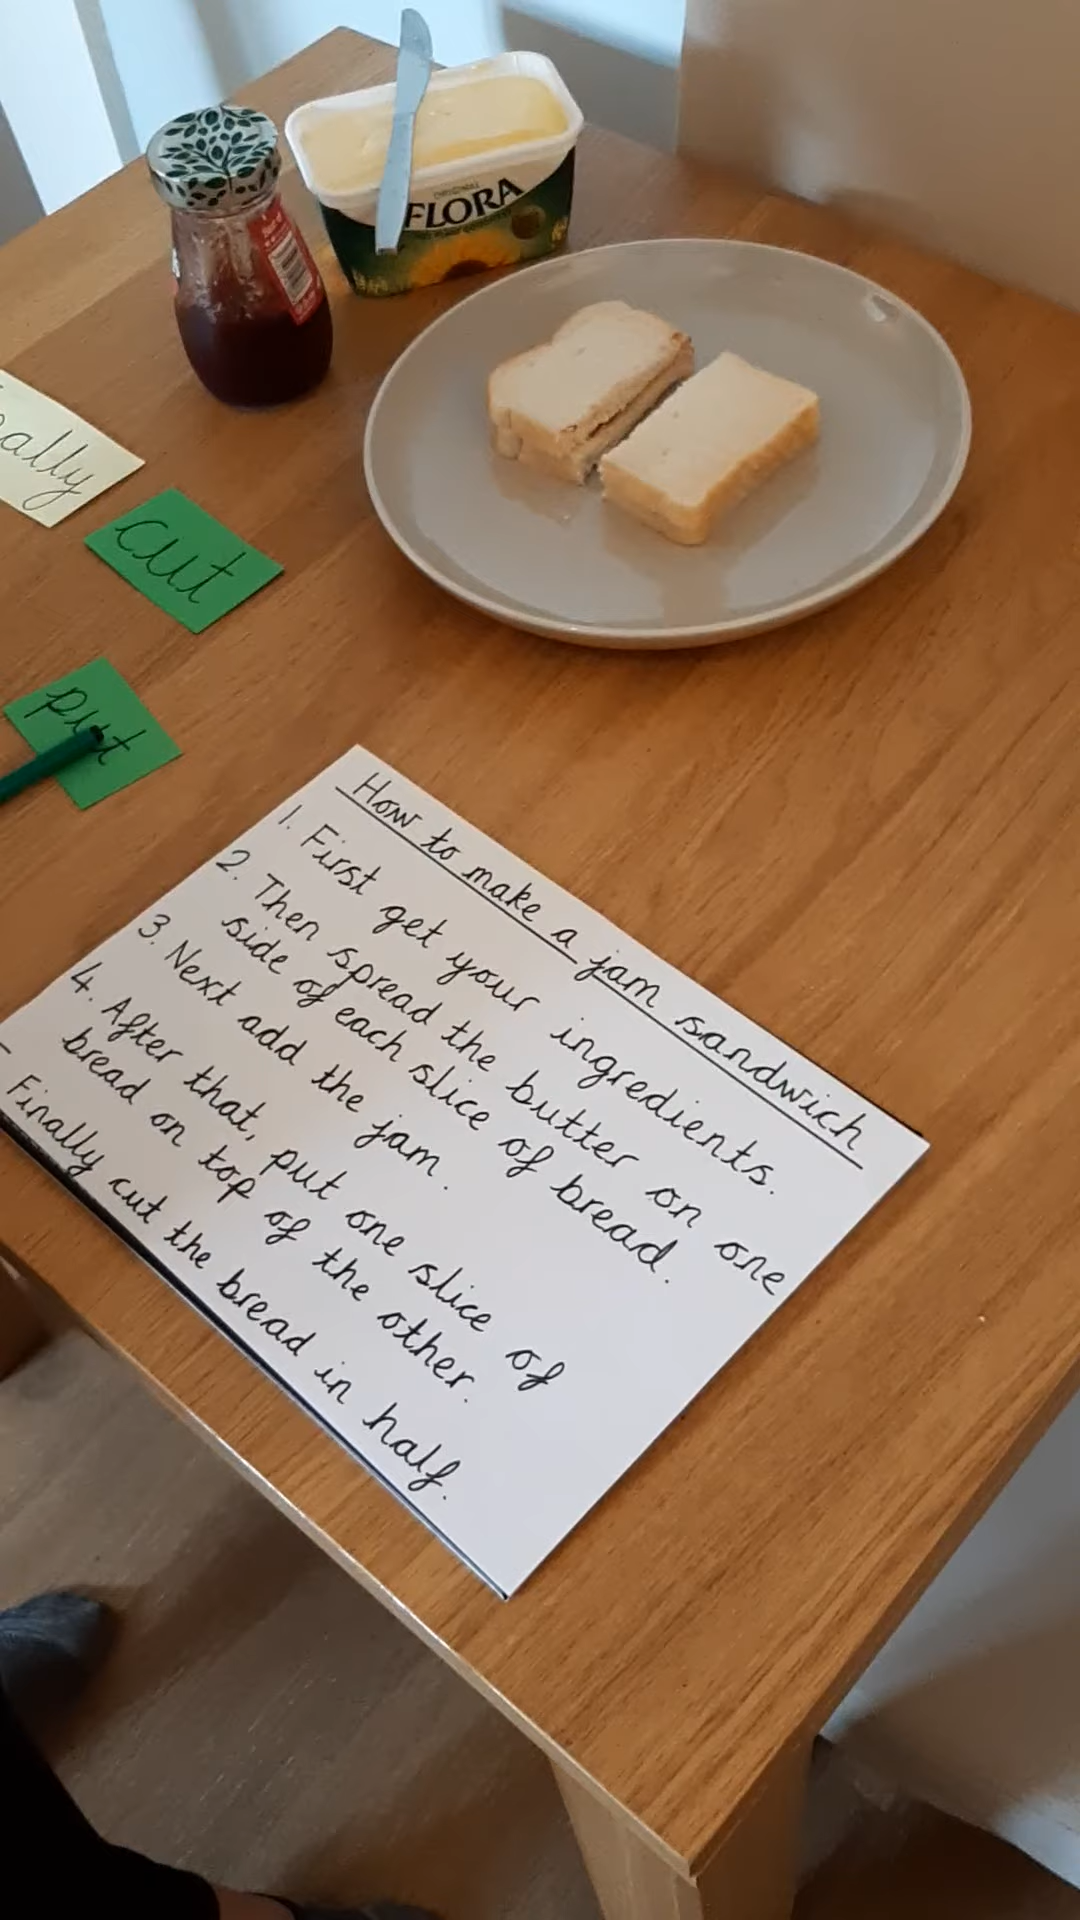 ORIGINAL
FLORA
cut
put
How to make a jam sandwich
1. First get your ingredients.
2. Then spread the butter on one
side of each slice of bread.
3. Next add the jam.
4. After that, put one slice of
bread on top of the other.
Finally cut the bread in half.